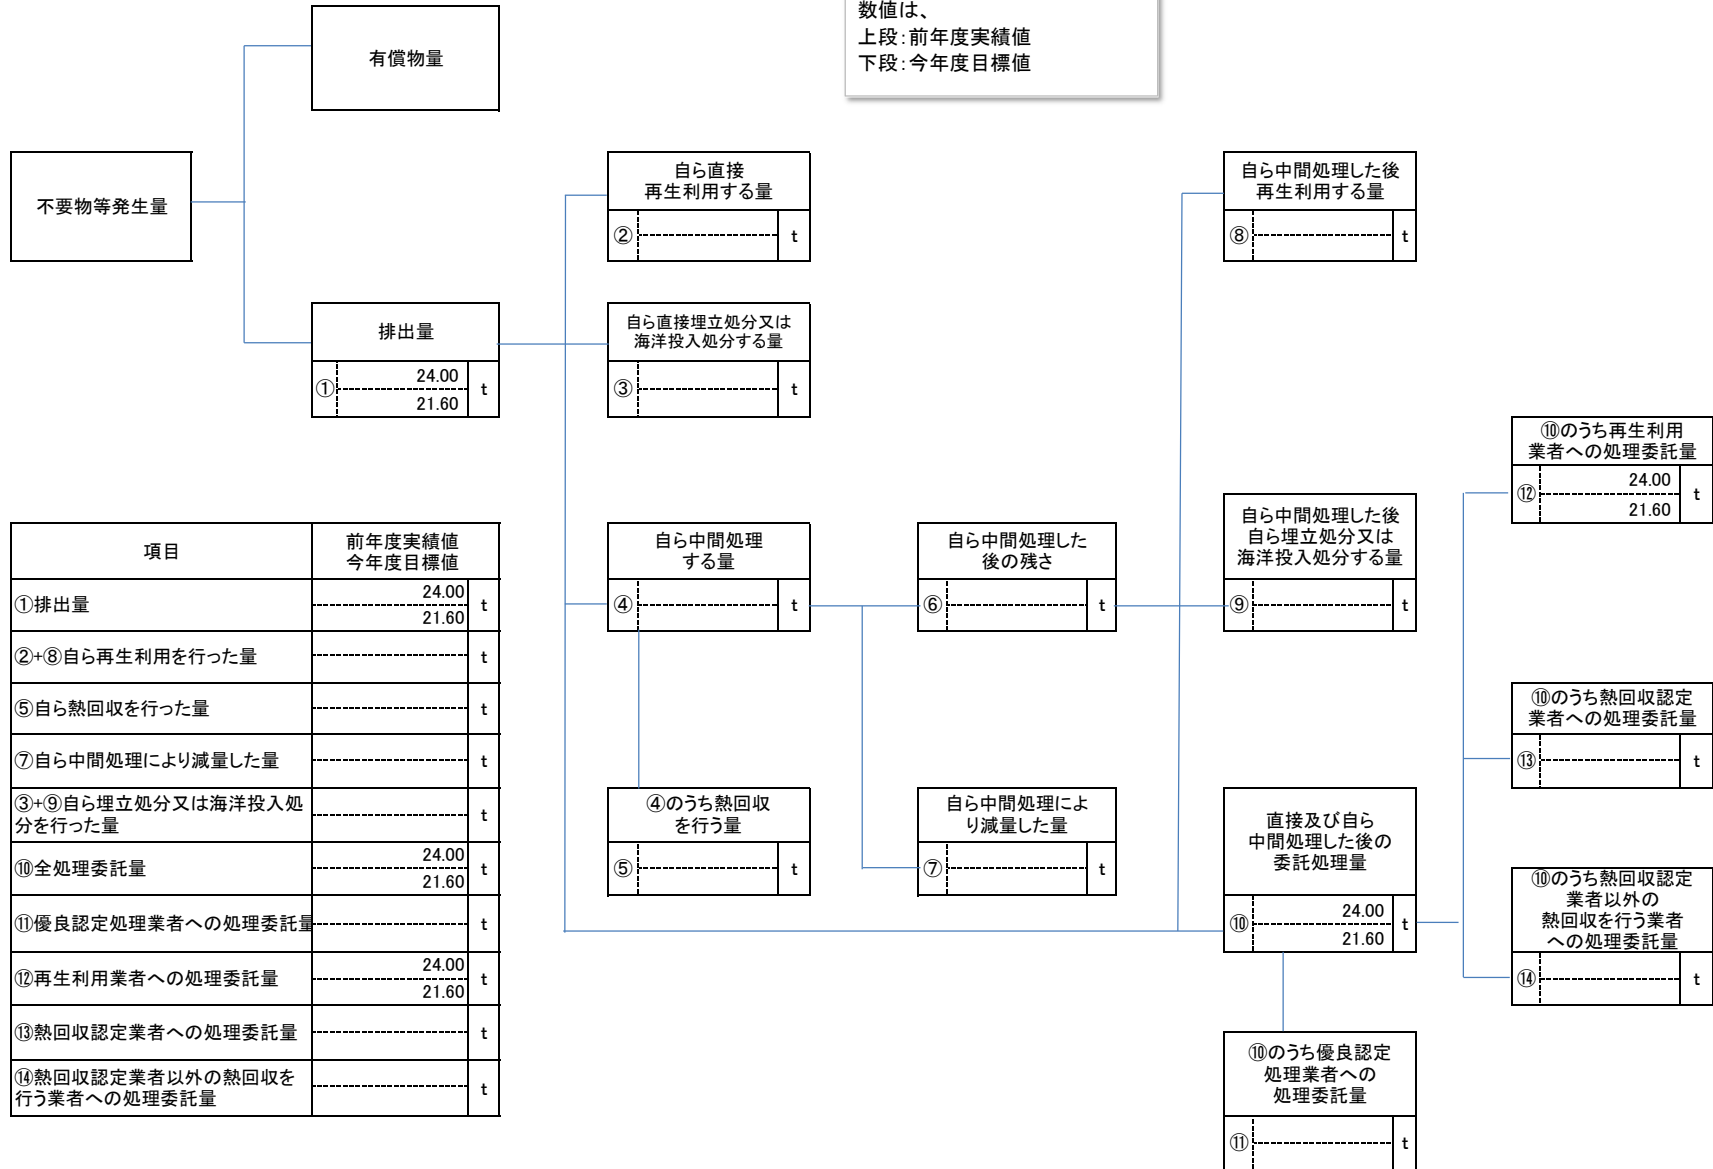 数値は、
上段：前年度実績値
下段：今年度目標値
有償物量
不要物等発生量
自ら直接
再生利用する量
②
t
自ら中間処理した後
再生利用する量
⑧
t
排出量
①
24.00
21.60
t
自ら直接埋立処分又は
海洋投入処分する量
③
t
⑩のうち再生利用
業者への処理委託量
⑫
24.00
21.60
t
自ら中間処理
する量
④
t
自ら中間処理した
後の残さ
⑥
t
自ら中間処理した後
自ら埋立処分又は
海洋投入処分する量
⑨
t
⑩のうち熱回収認定
業者への処理委託量
⑬
t
④のうち熱回収
を行う量
⑤
t
自ら中間処理によ
り減量した量
⑦
t
直接及び自ら
中間処理した後の
委託処理量
⑩
24.00
21.60
t
⑩のうち熱回収認定
業者以外の
熱回収を行う業者
への処理委託量
⑭
t
⑩のうち優良認定
処理業者への
処理委託量
⑪
t
項目
前年度実績値
今年度目標値
①排出量
24.00
21.60
t
②+⑧自ら再生利用を行った量
t
⑤自ら熱回収を行った量
t
⑦自ら中間処理により減量した量
t
③+⑨自ら埋立処分又は海洋投入処
分を行った量
t
⑩全処理委託量
24.00
21.60
t
⑪優良認定処理業者への処理委託量
t
⑫再生利用業者への処理委託量
24.00
21.60
t
⑬熱回収認定業者への処理委託量
t
⑭熱回収認定業者以外の熱回収を
行う業者への処理委託量
t